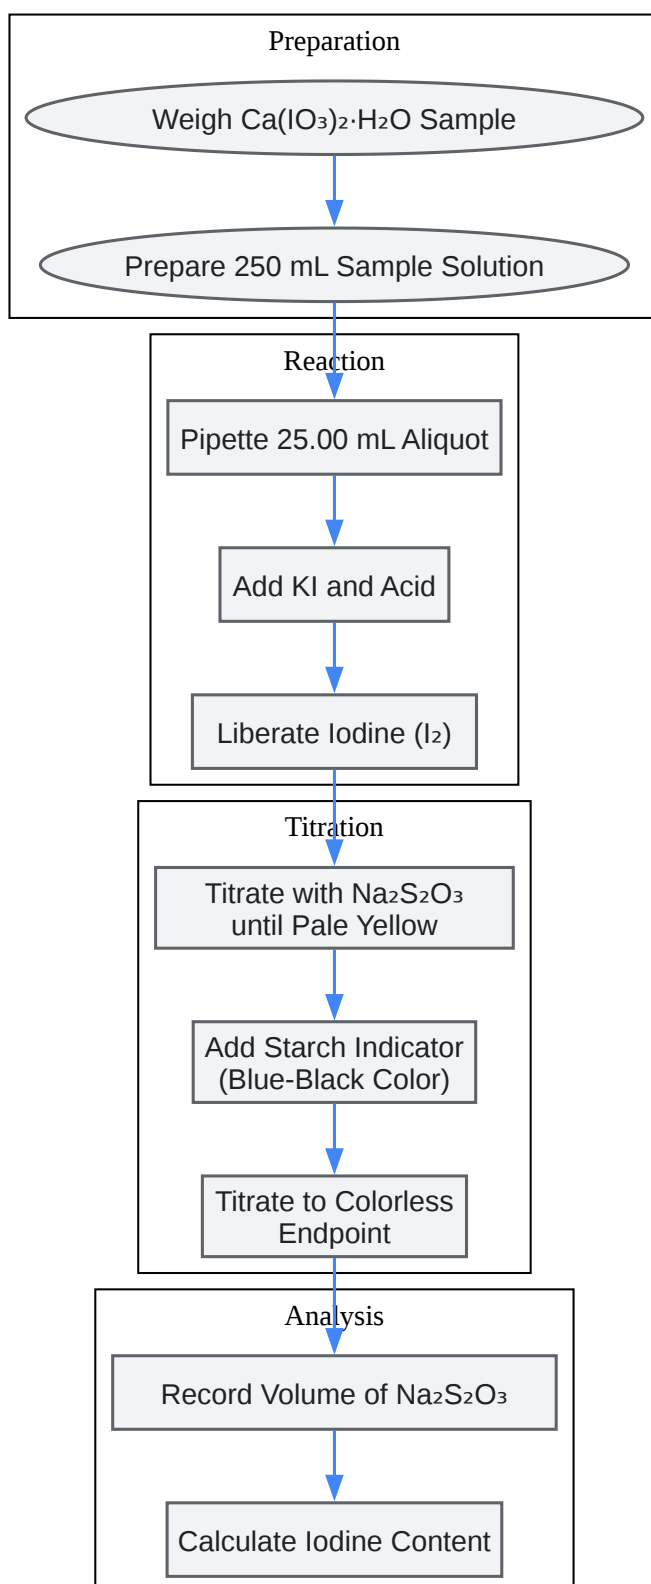 Preparation
Weigh Ca(IO₃)₂·H₂O Sample
Prepare 250 mL Sample Solution
Reaction
Pipette 25.00 mL Aliquot
Add KI and Acid
Liberate Iodine (I₂)
Titration
Titrate with Na₂S₂O₃
until Pale Yellow
Add Starch Indicator
(Blue-Black Color)
Titrate to Colorless
Endpoint
Analysis
Record Volume of Na₂S₂O₃
Calculate Iodine Content